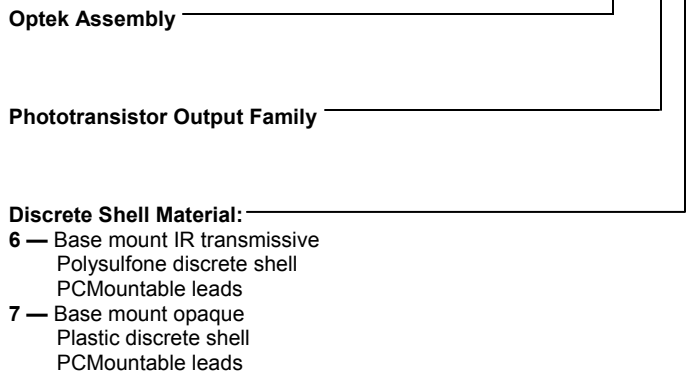 Optek Assembly
Phototransistor Output Family
Discrete Shell Material:
6 — Base mount IR transmissive
Polysulfone discrete shell
PCMountable leads
7 — Base mount opaque
Plastic discrete shell
PCMountable leads